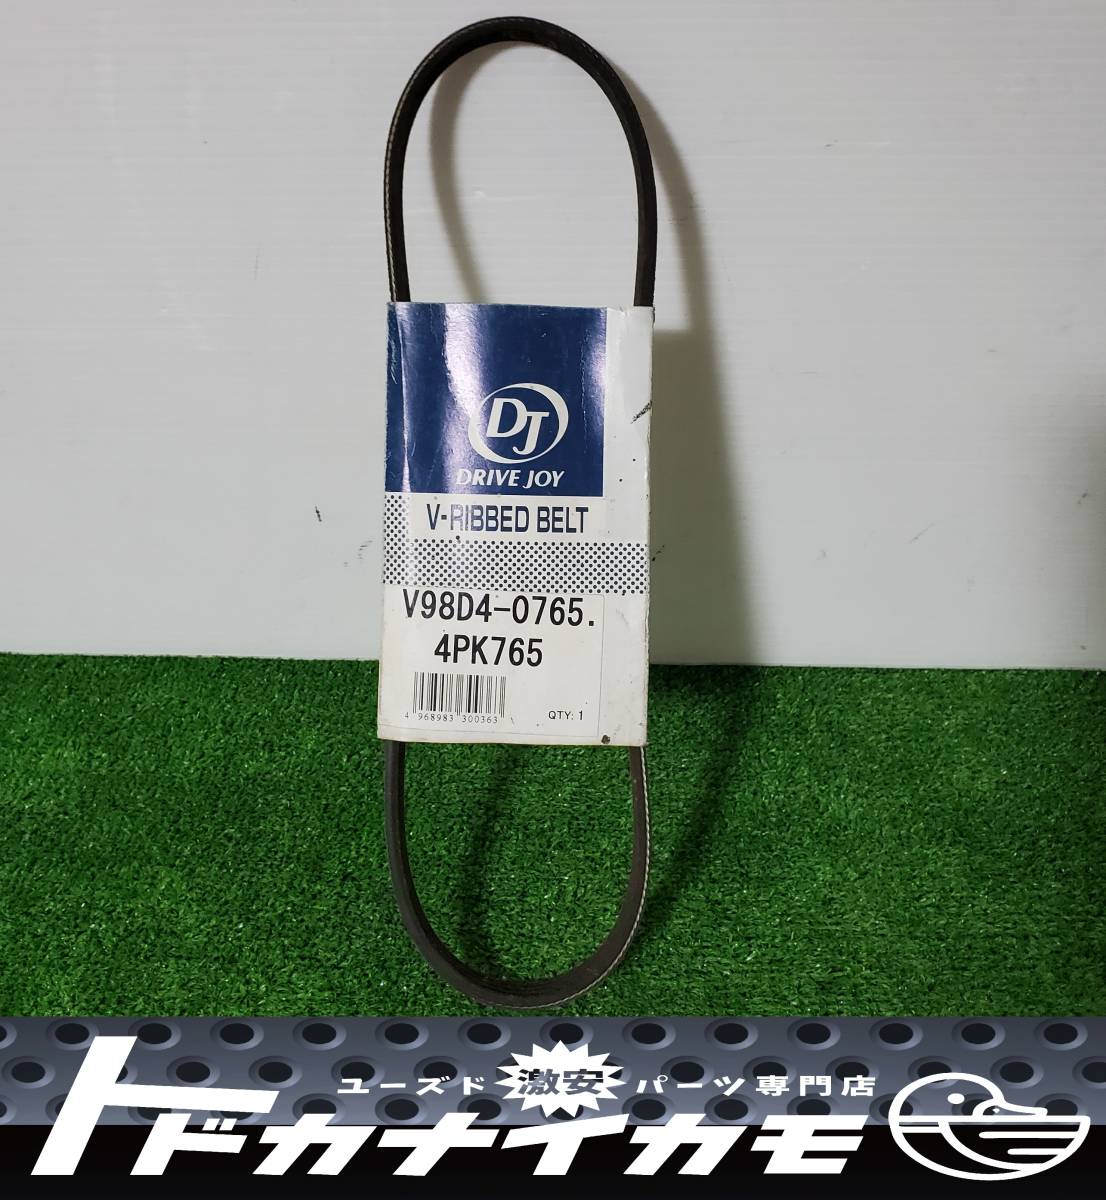 DJ
DRIVE JOY
V-RIBBED BELT
V98D4-0765.
4PK765
4 968983 300363
QTY: 1
ユーズド 激安 パーツ専門店
トドカナイカモ